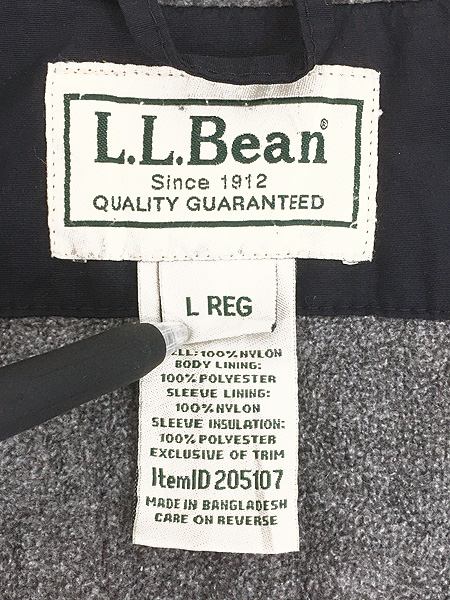 L.L.Bean®
Since 1912
QUALITY GUARANTEED
L REG
100% NYLON
BODY LINING:
100% POLYESTER
SLEEVE LINING:
100% NYLON
SLEEVE INSULATION:
100% POLYESTER
EXCLUSIVE OF TRIM
ItemID 205107
MADE IN BANGLADESH
CARE ON REVERSE